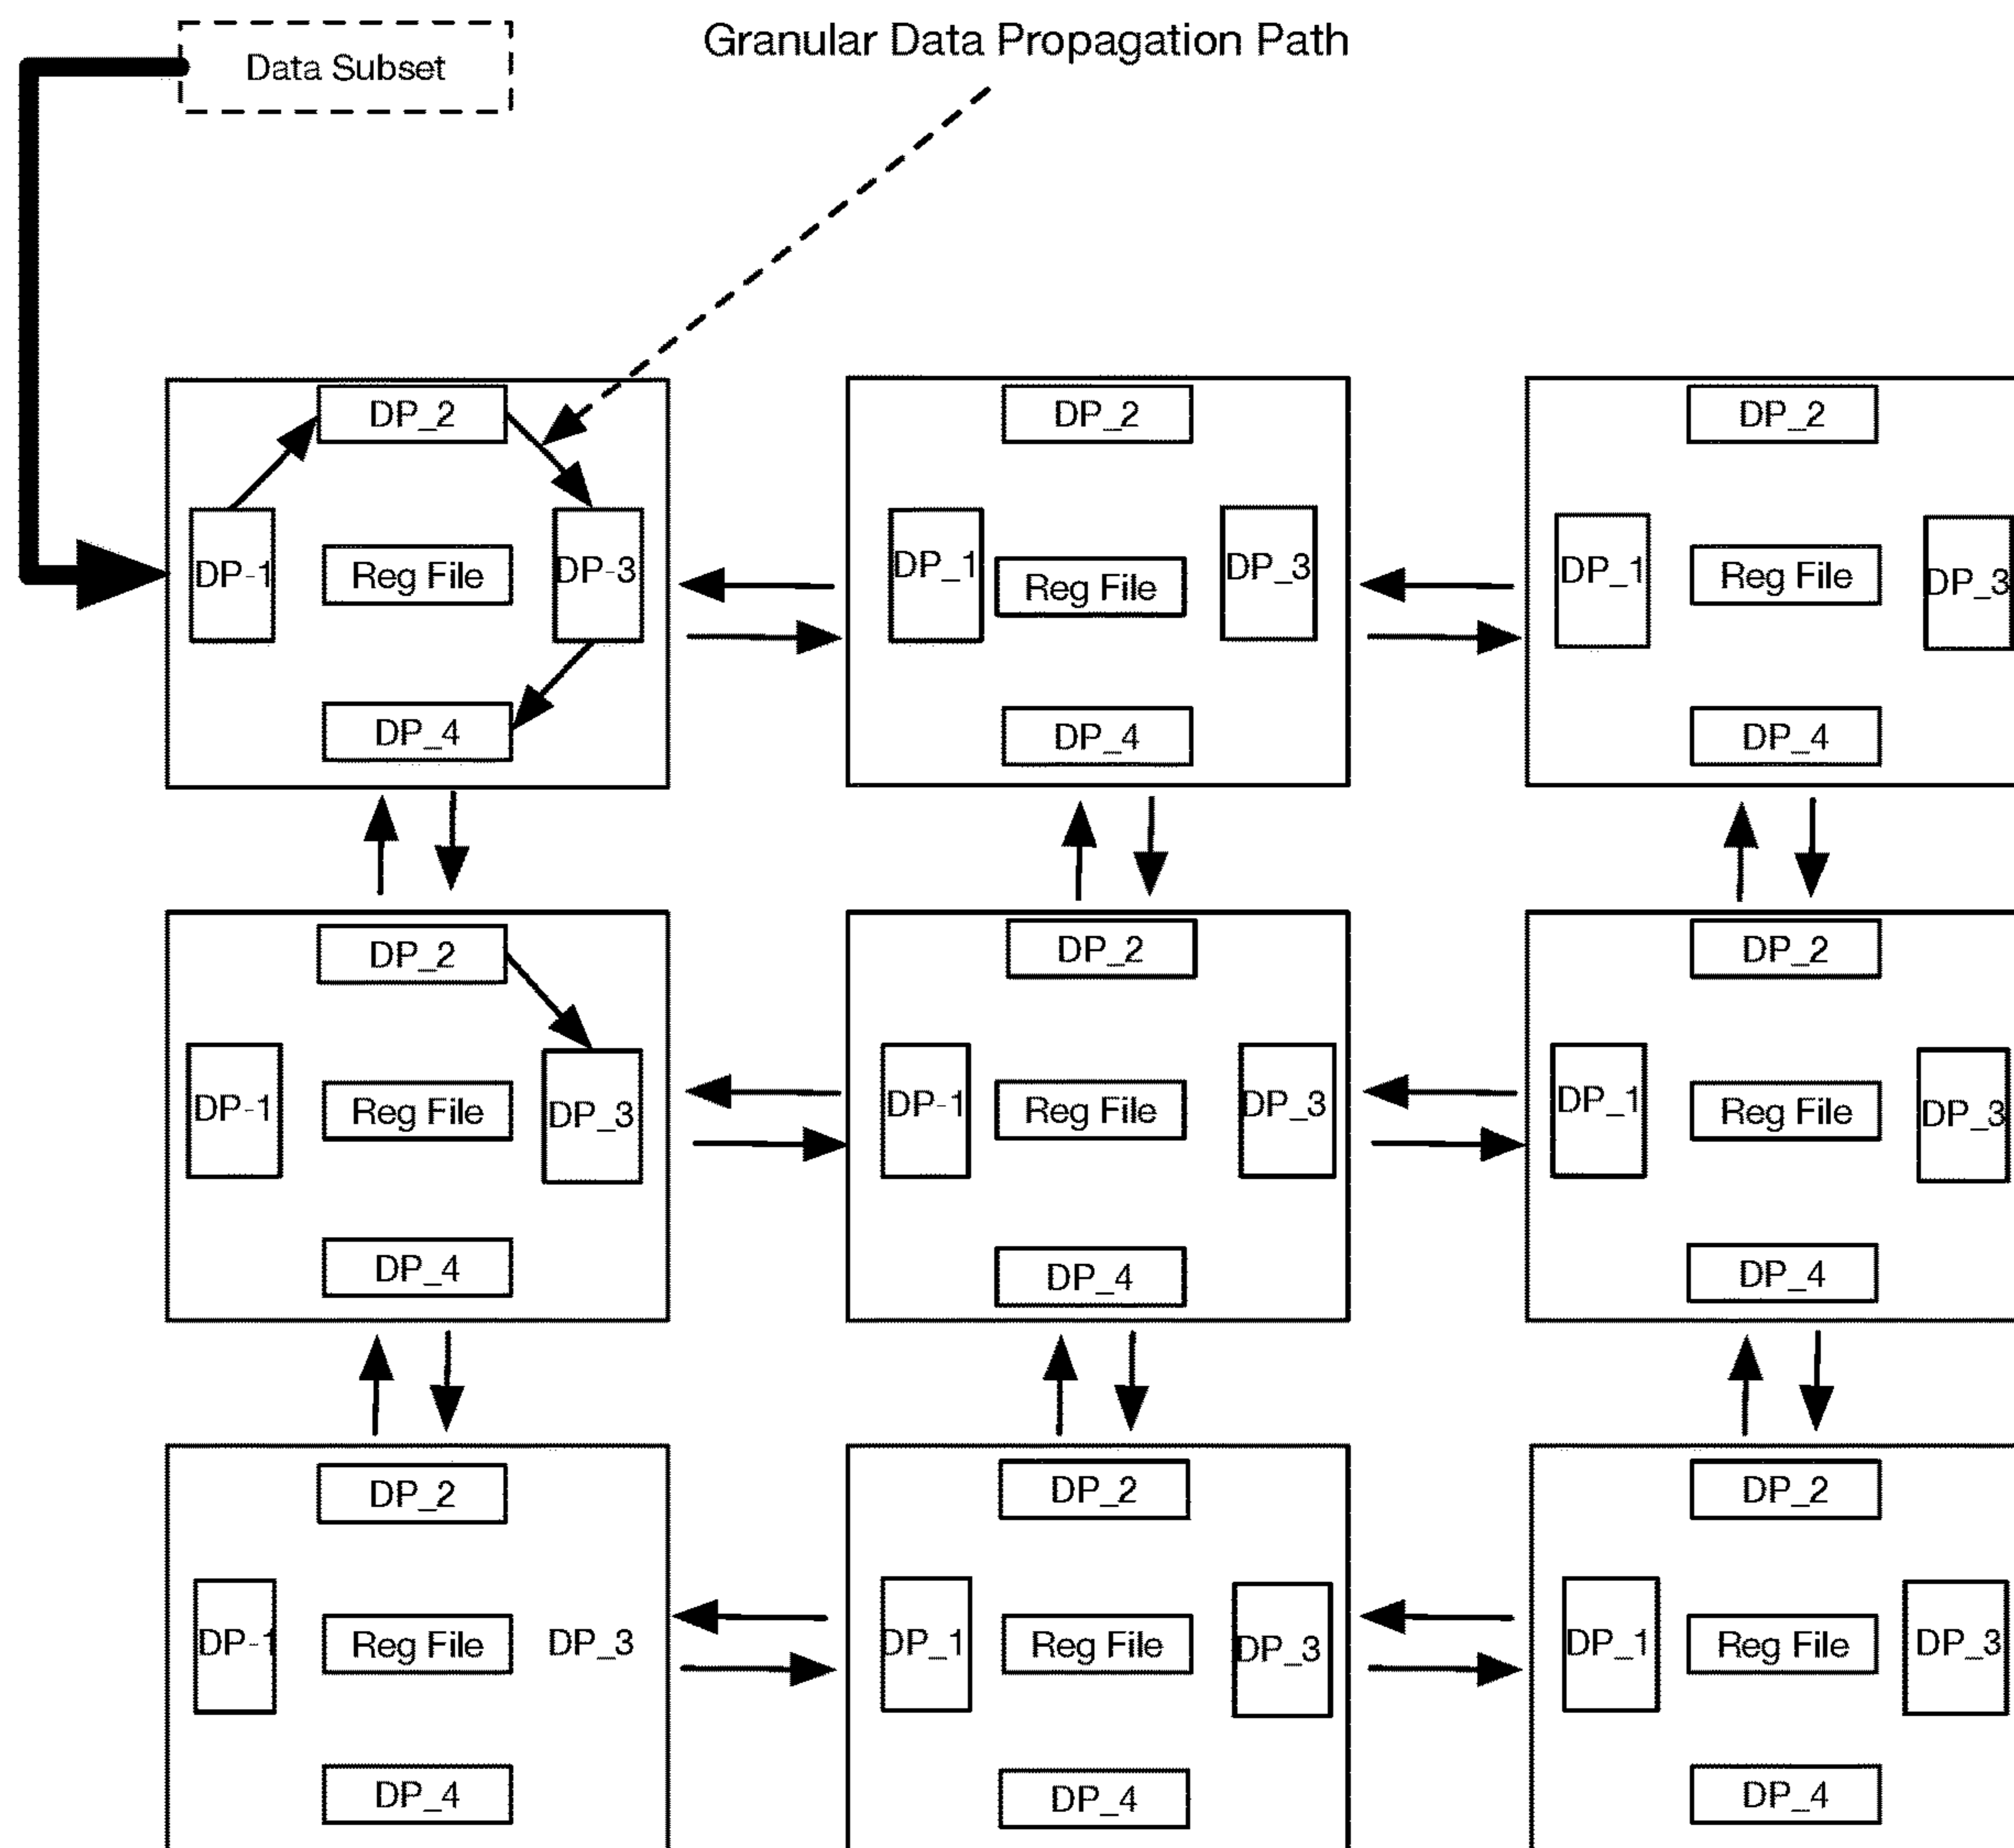 Data Subset
Granular Data Propagation Path
DP_2
DP_2
DP_2
DP-1
Reg File
DP-3
DP_1
Reg File
DP_3
DP_1
Reg File
DP_3
DP_4
DP_4
DP_4
DP_2
DP_2
DP_2
DP-1
Reg File
DP_3
DP-1
Reg File
DP_3
DP_1
Reg File
DP_3
DP_4
DP_4
DP_4
DP_2
DP_2
DP_2
DP-1
Reg File
DP_3
DP_1
Reg File
DP_3
DP_1
Reg File
DP_3
DP_4
DP_4
DP_4